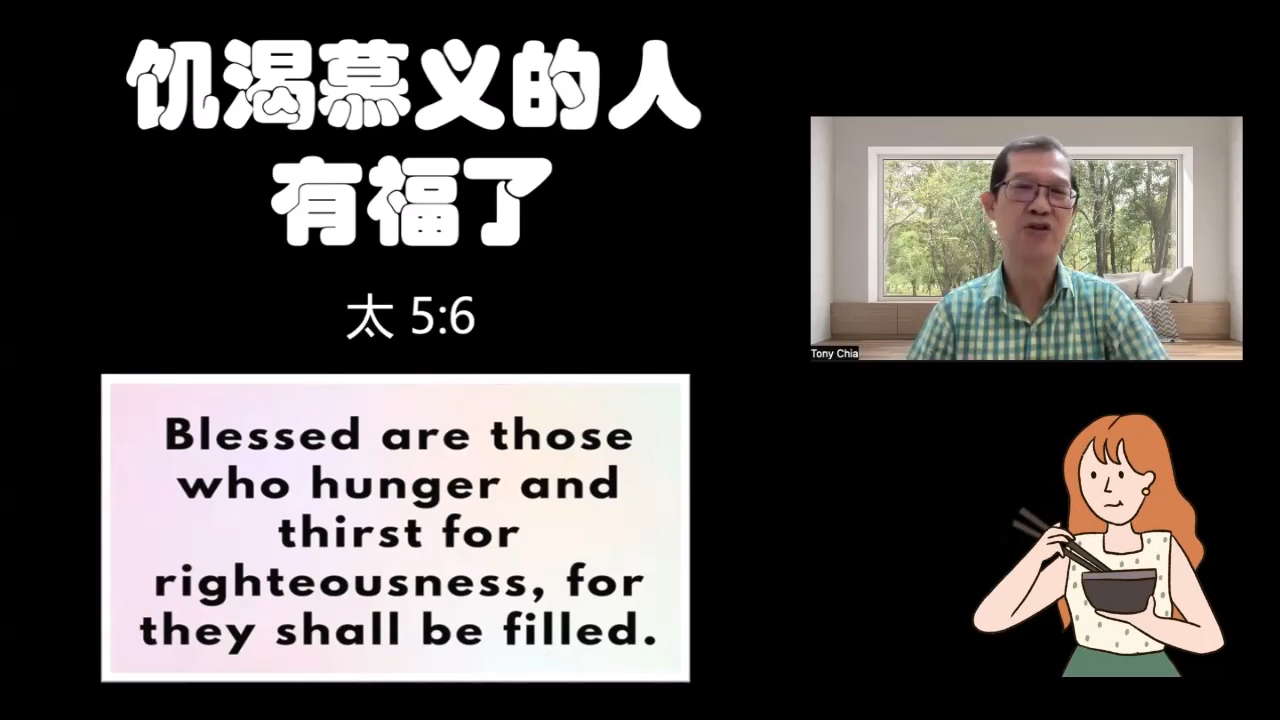 饥渴慕义的人
有福了
太 5:6
Blessed are those
who hunger and
thirst for
righteousness, for
they shall be filled.
Tony Chia